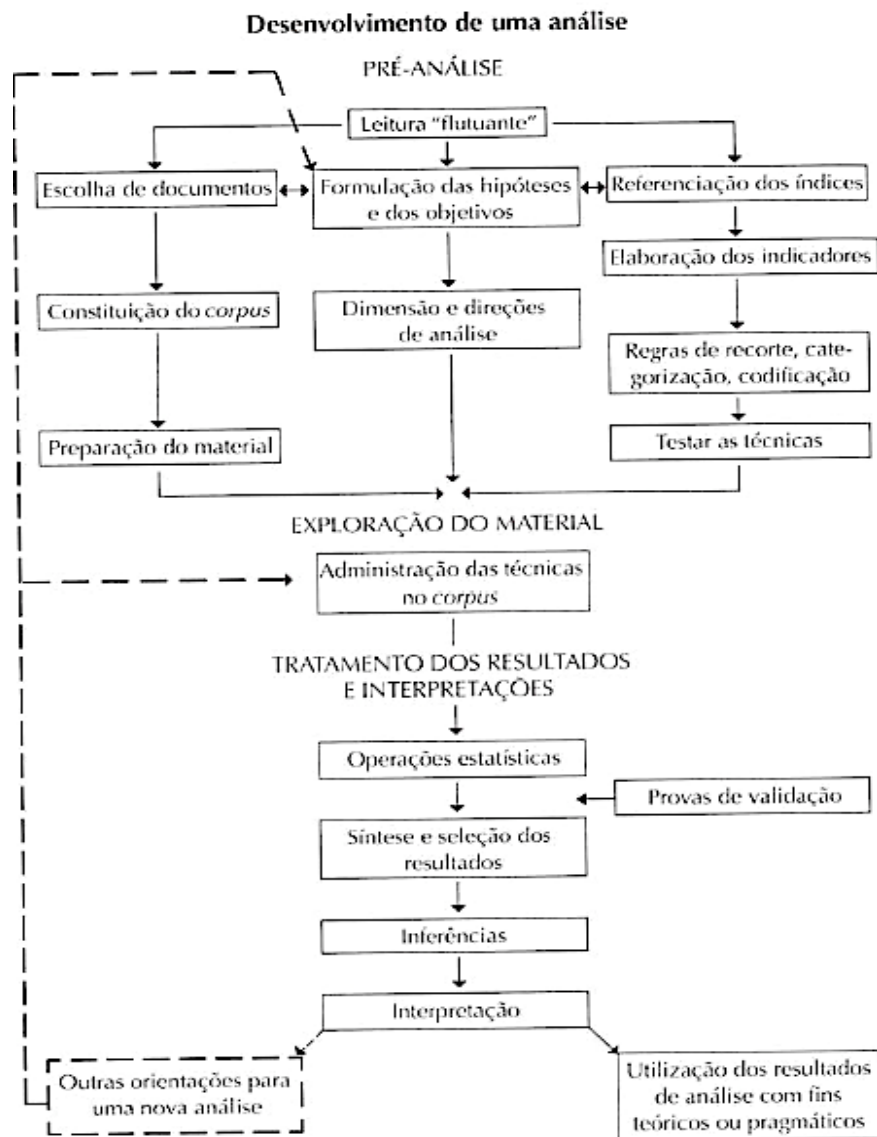 Desenvolvimento de uma análise
PRÉ-ANÁLISE
Leitura “flutuante”
Escolha de documentos
Formulação das hipóteses
e dos objetivos
Referenciação dos índices
Elaboração dos indicadores
Constituição do corpus
Dimensão e direções
de análise
Regras de recorte, cate-
gorização, codificação
Preparação do material
Testar as técnicas
EXPLORAÇÃO DO MATERIAL
Administração das técnicas
no corpus
TRATAMENTO DOS RESULTADOS
E INTERPRETAÇÕES
Operações estatísticas
Provas de validação
Síntese e seleção dos
resultados
Inferências
Interpretação
Outras orientações para
uma nova análise
Utilização dos resultados
de análise com fins
teóricos ou pragmáticos